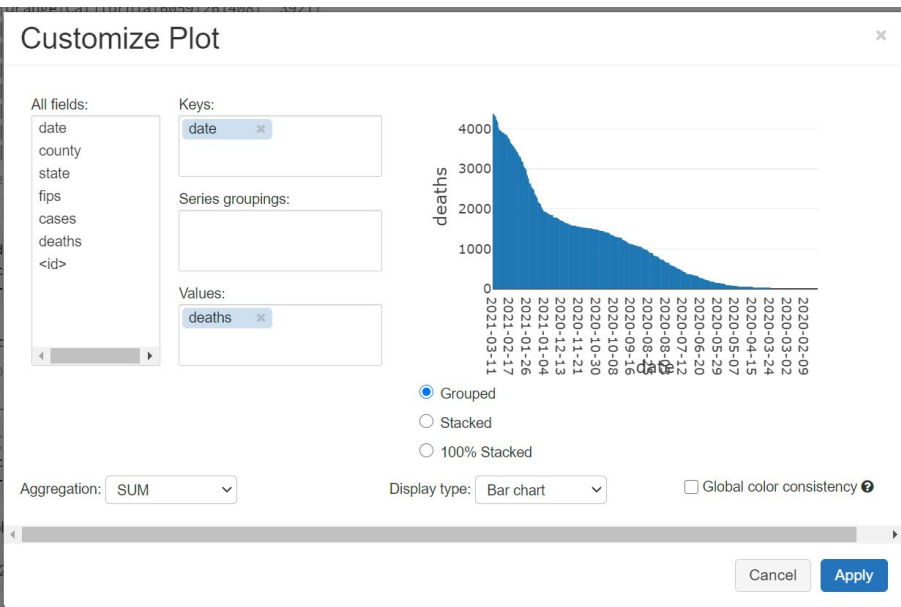 Customize Plot
×
All fields:
date
county
state
fips
cases
deaths
<id>
Keys:
date ×
Series groupings:
Values:
deaths ×
deaths
4000
3000
2000
1000
0
2021-03-11
2021-02-17
2021-01-26
2021-01-04
2020-12-13
2020-11-21
2020-10-30
2020-10-08
2020-09-16
2020-08-25
2020-08-03
2020-07-12
2020-06-20
2020-05-29
2020-05-07
2020-04-15
2020-03-24
2020-03-02
2020-02-09
date
Grouped
Stacked
100% Stacked
Aggregation: SUM
Display type: Bar chart
Global color consistency ?
Cancel
Apply